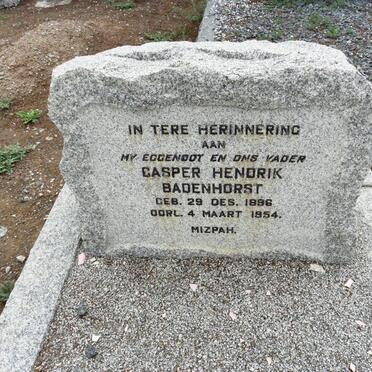 IN TERE HERINNERING
AAN
MY EGGENOOT EN ONS VADER
CASPER HENDRIK
BADENHORST
GEB. 29 DES. 1896
OORL. 4 MAART 1954.
MIZPAH.